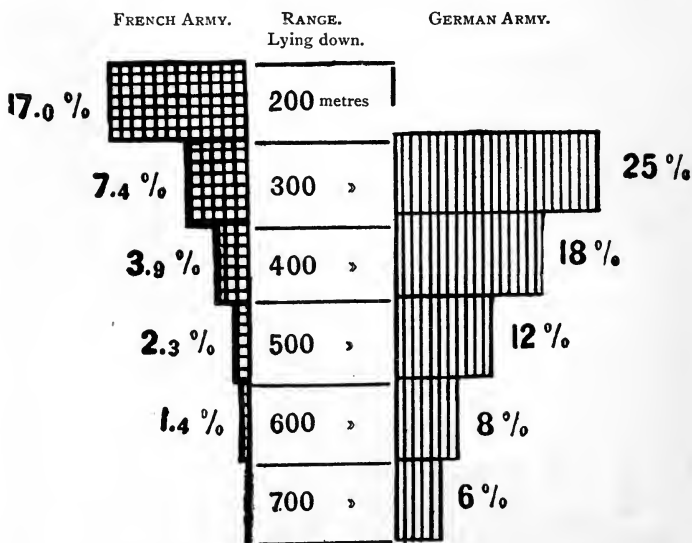 FRENCH ARMY. RANGE. GERMAN ARMY.
Lying down.
17.0 % 200 metres
7.4 % 300 » 25 %
3.9 % 400 » 18 %
2.3 % 500 » 12 %
1.4 % 600 » 8 %
700 » 6 %